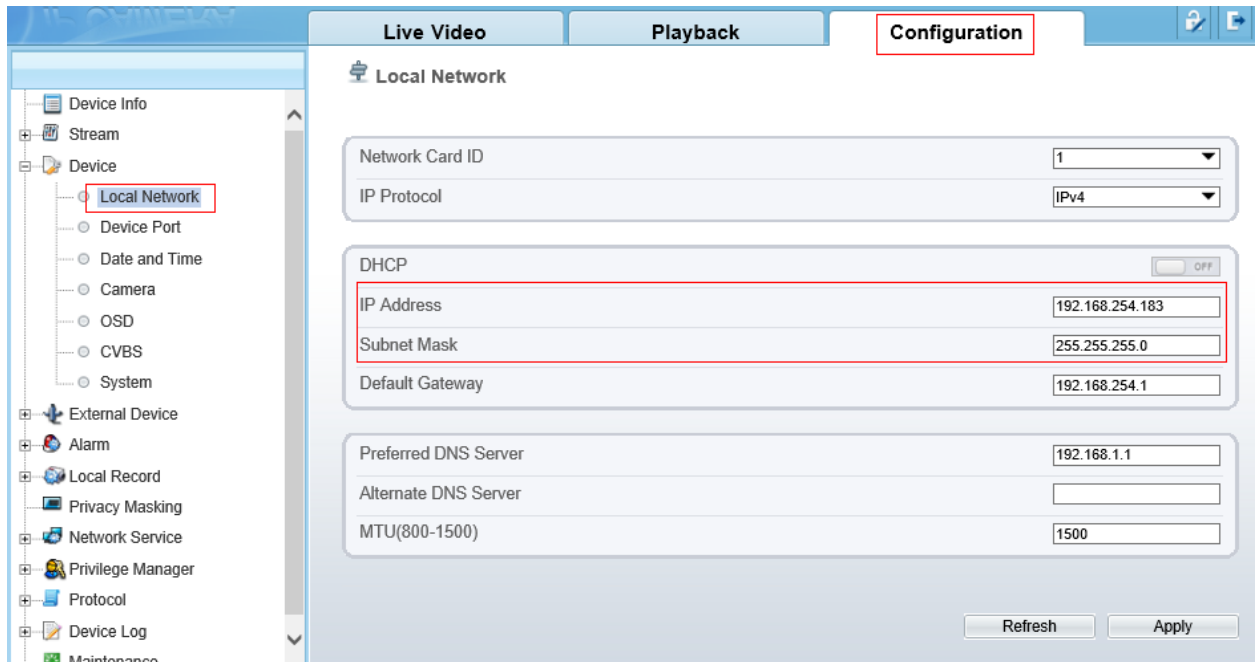 IP CAMERA
Live Video
Playback
Configuration
Local Network
Device Info
Stream
Device
Local Network
Device Port
Date and Time
Camera
OSD
CVBS
System
External Device
Alarm
Local Record
Privacy Masking
Network Service
Privilege Manager
Protocol
Device Log
Maintenance
Network Card ID 1
IP Protocol IPv4
DHCP OFF
IP Address 192.168.254.183
Subnet Mask 255.255.255.0
Default Gateway 192.168.254.1
Preferred DNS Server 192.168.1.1
Alternate DNS Server
MTU(800-1500) 1500
Refresh Apply